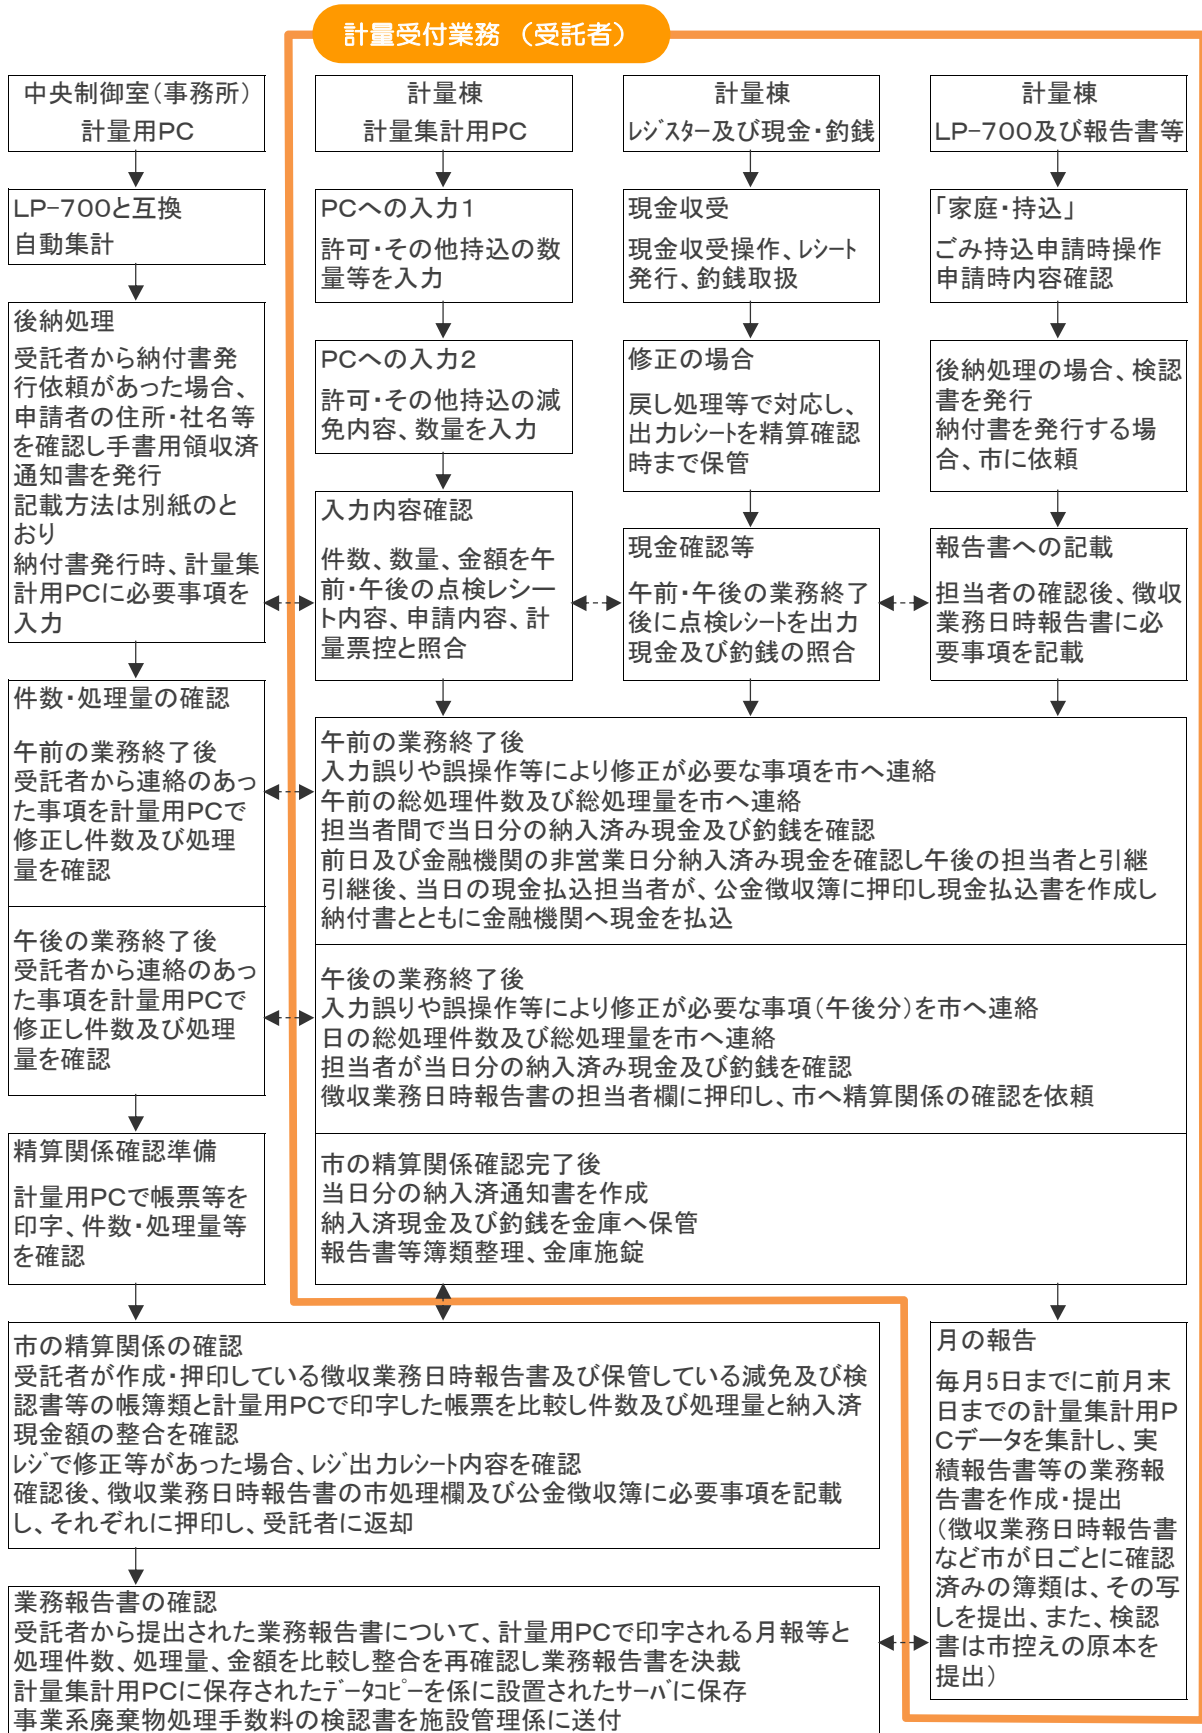 計量受付業務 （受託者）
中央制御室（事務所）
計量用PC
LP-700と互換
自動集計
後納処理
受託者から納付書発
行依頼があった場合、
申請者の住所・社名等
を確認し手書用領収済
通知書を発行
記載方法は別紙のと
おり
納付書発行時、計量集
計用PCに必要事項を
入力
件数・処理量の確認
午前の業務終了後
受託者から連絡のあっ
た事項を計量用PCで
修正し件数及び処理
量を確認
午後の業務終了後
受託者から連絡のあっ
た事項を計量用PCで
修正し件数及び処理
量を確認
精算関係確認準備
計量用PCで帳票等を
印字、件数・処理量等
を確認
計量棟
計量集計用PC
PCへの入力1
許可・その他持込の数
量等を入力
PCへの入力2
許可・その他持込の減
免内容、数量を入力
入力内容確認
件数、数量、金額を午
前・午後の点検レシー
ト内容、申請内容、計
量票控と照合
計量棟
レジスター及び現金・釣銭
現金収受
現金収受操作、レシート
発行、釣銭取扱
修正の場合
戻し処理等で対応し、
出力レシートを精算確認
時まで保管
現金確認等
午前・午後の業務終了
後に点検レシートを出力
現金及び釣銭の照合
計量棟
LP-700及び報告書等
「家庭・持込」
ごみ持込申請時操作
申請時内容確認
後納処理の場合、検認
書を発行
納付書を発行する場
合、市に依頼
報告書への記載
担当者の確認後、徴収
業務日時報告書に必
要事項を記載
午前の業務終了後
入力誤りや誤操作等により修正が必要な事項を市へ連絡
午前の総処理件数及び総処理量を市へ連絡
担当者間で当日分の納入済み現金及び釣銭を確認
前日及び金融機関の非営業日分納入済み現金を確認し午後の担当者と引継
引継後、当日の現金払込担当者が、公金徴収簿に押印し現金払込書を作成し
納付書とともに金融機関へ現金を払込
午後の業務終了後
入力誤りや誤操作等により修正が必要な事項（午後分）を市へ連絡
日の総処理件数及び総処理量を市へ連絡
担当者が当日分の納入済み現金及び釣銭を確認
徴収業務日時報告書の担当者欄に押印し、市へ精算関係の確認を依頼
市の精算関係確認完了後
当日分の納入済通知書を作成
納入済現金及び釣銭を金庫へ保管
報告書等簿類整理、金庫施錠
市の精算関係の確認
受託者が作成・押印している徴収業務日時報告書及び保管している減免及び検
認書等の帳簿類と計量用PCで印字した帳票を比較し件数及び処理量と納入済
現金額の整合を確認
レジで修正等があった場合、レジ出力レシート内容を確認
確認後、徴収業務日時報告書の市処理欄及び公金徴収簿に必要事項を記載
し、それぞれに押印し、受託者に返却
月の報告
毎月5日までに前月末
日までの計量集計用P
Cデータを集計し、実
績報告書等の業務報
告書を作成・提出
（徴収業務日時報告書
など市が日ごとに確認
済みの簿類は、その写
しを提出、また、検認
書は市控えの原本を
提出）
業務報告書の確認
受託者から提出された業務報告書について、計量用PCで印字される月報等と
処理件数、処理量、金額を比較し整合を再確認し業務報告書を決裁
計量集計用PCに保存されたデータコピーを係に設置されたサーバに保存
事業系廃棄物処理手数料の検認書を施設管理係に送付